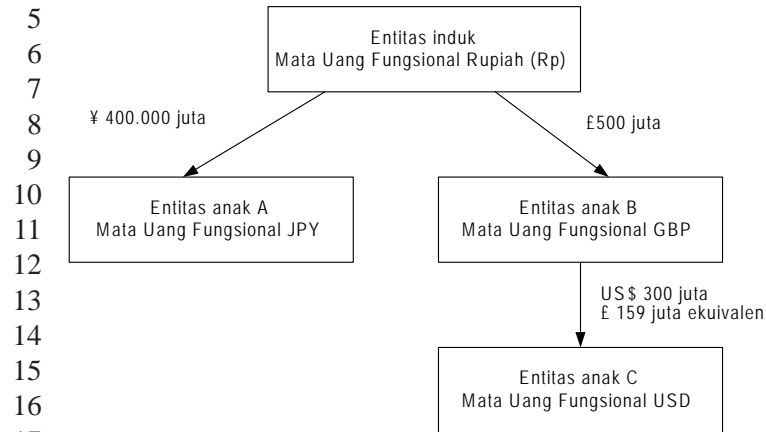 5
Entitas induk
6
Mata Uang Fungsional Rupiah (Rp)
7
8
¥ 400.000 juta
£500 juta
9
10
Entitas anak A
Entitas anak B
11
Mata Uang Fungsional JPY
Mata Uang Fungsional GBP
12
13
US$ 300 juta
£ 159 juta ekuivalen
14
15
Entitas anak C
16
Mata Uang Fungsional USD